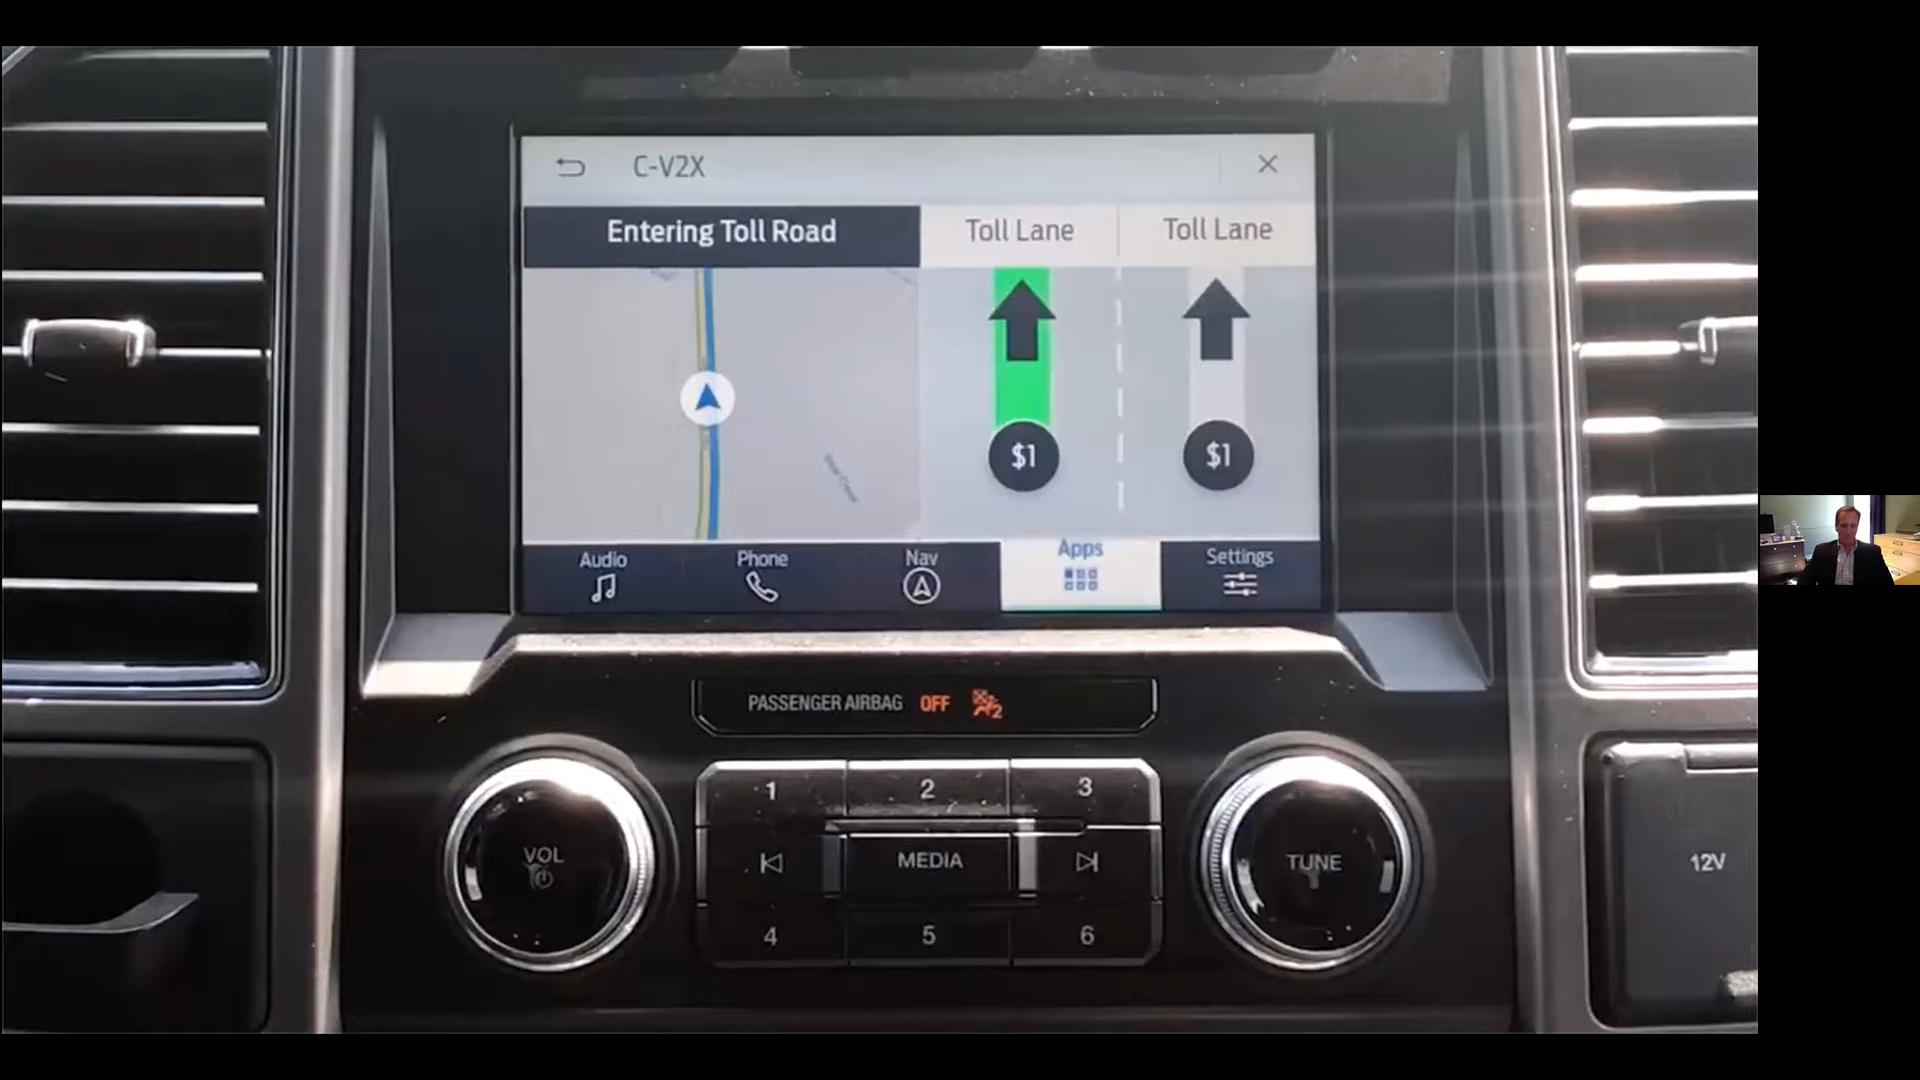 C-V2X
Entering Toll Road
Toll Lane
Toll Lane
$1
$1
Audio
Phone
Nav
Apps
Settings
PASSENGER AIRBAG OFF
2
1
2
3
VOL
MEDIA
TUNE
12V
4
5
6